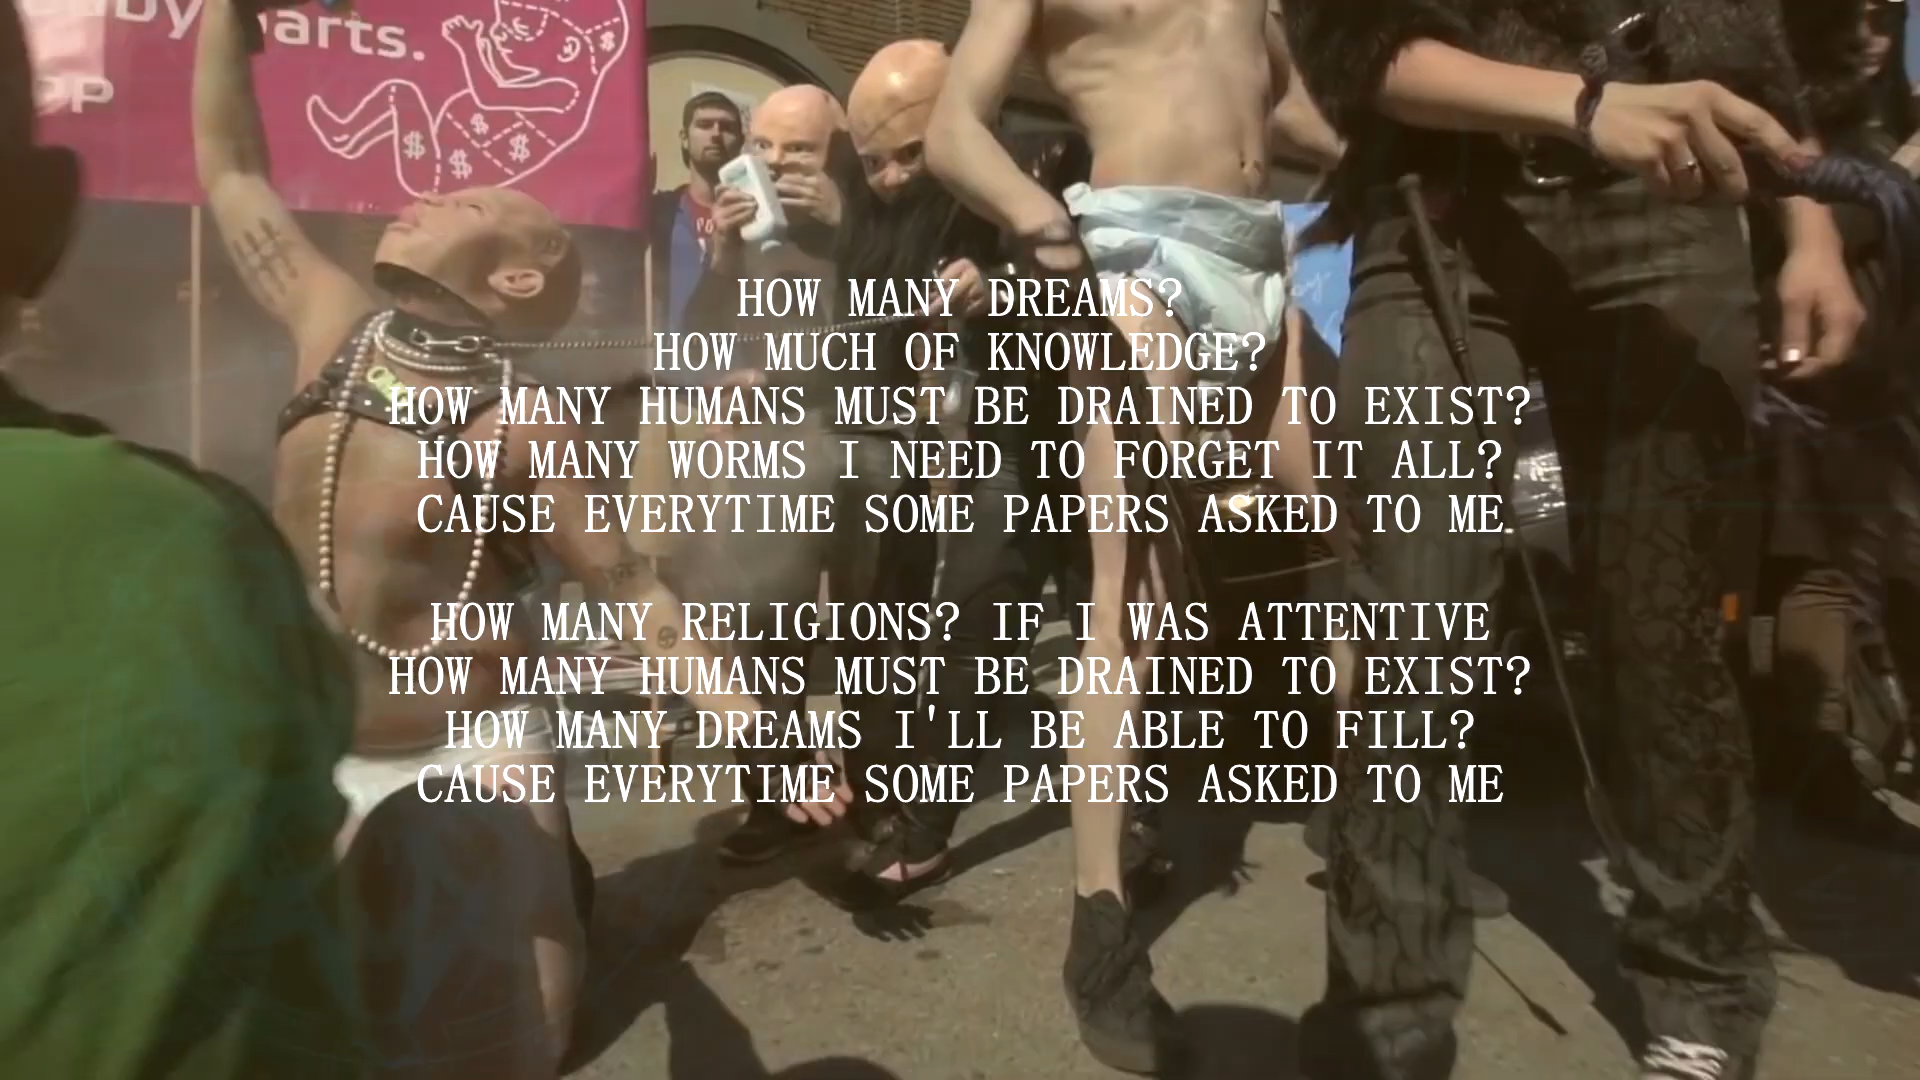 arts.
PP
HOW MANY DREAMS?
HOW MUCH OF KNOWLEDGE?
HOW MANY HUMANS MUST BE DRAINED TO EXIST?
HOW MANY WORMS I NEED TO FORGET IT ALL?
CAUSE EVERYTIME SOME PAPERS ASKED TO ME
HOW MANY RELIGIONS? IF I WAS ATTENTIVE
HOW MANY HUMANS MUST BE DRAINED TO EXIST?
HOW MANY DREAMS I'LL BE ABLE TO FILL?
CAUSE EVERYTIME SOME PAPERS ASKED TO ME